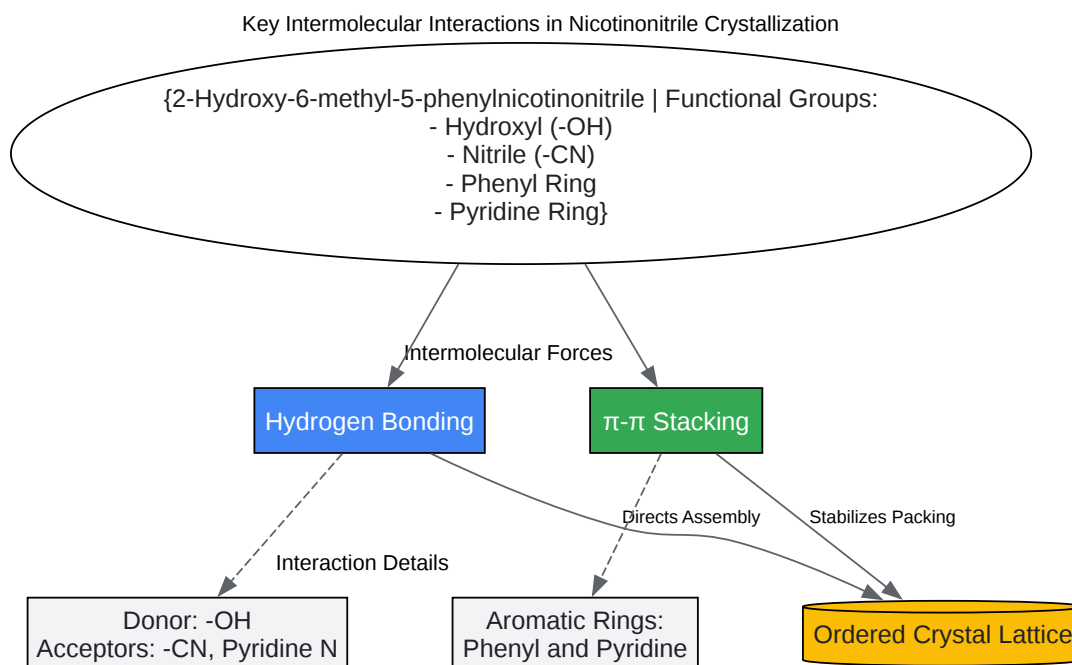 Key Intermolecular Interactions in Nicotinonitrile Crystallization
{2-Hydroxy-6-methyl-5-phenylnicotinonitrile | Functional Groups:
- Hydroxyl (-OH)
- Nitrile (-CN)
- Phenyl Ring
- Pyridine Ring}
Intermolecular Forces
Hydrogen Bonding
π-π Stacking
Directs Assembly
Stabilizes Packing
Interaction Details
Donor: -OH
Acceptors: -CN, Pyridine N
Aromatic Rings:
Phenyl and Pyridine
Ordered Crystal Lattice